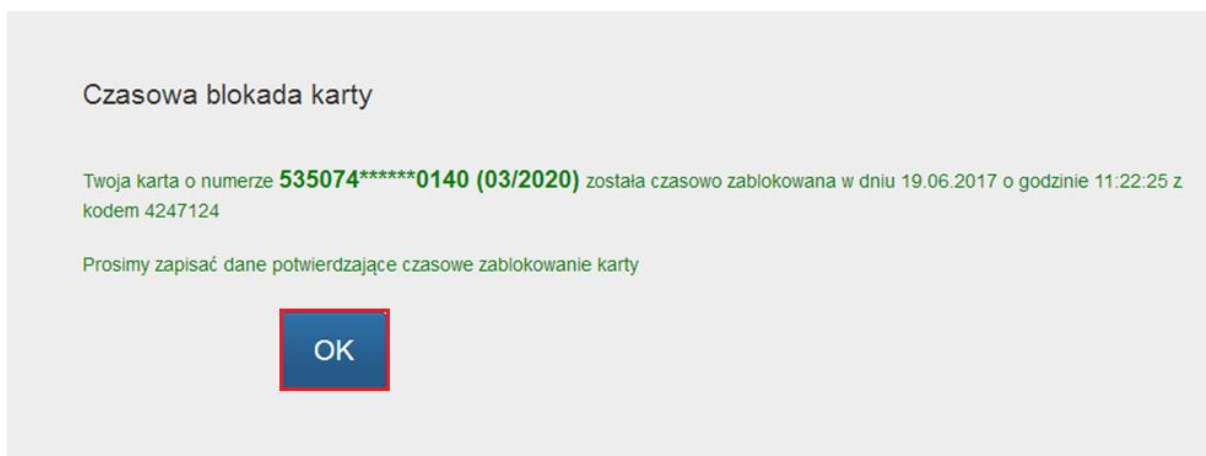 Czasowa blokada karty
Twoja karta o numerze 535074******0140 (03/2020) została czasowo zablokowana w dniu 19.06.2017 o godzinie 11:22:25 z
kodem 4247124
Prosimy zapisać dane potwierdzające czasowe zablokowanie karty
OK